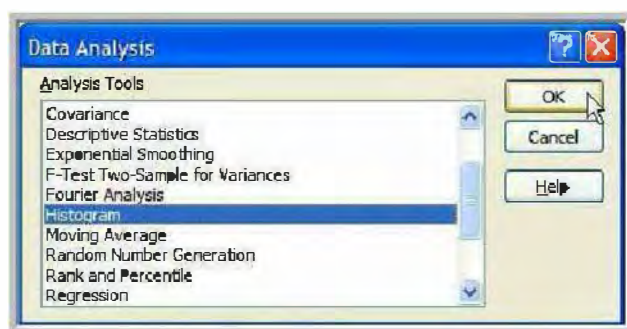 Data Analysis
Analysis Tools
Covariance
Descriptive Statistics
Exponential Smoothing
F-Test Two-Sample for Variances
Fourier Analysis
Histogram
Moving Average
Random Number Generation
Rank and Percentile
Regression
OK
Cancel
Help